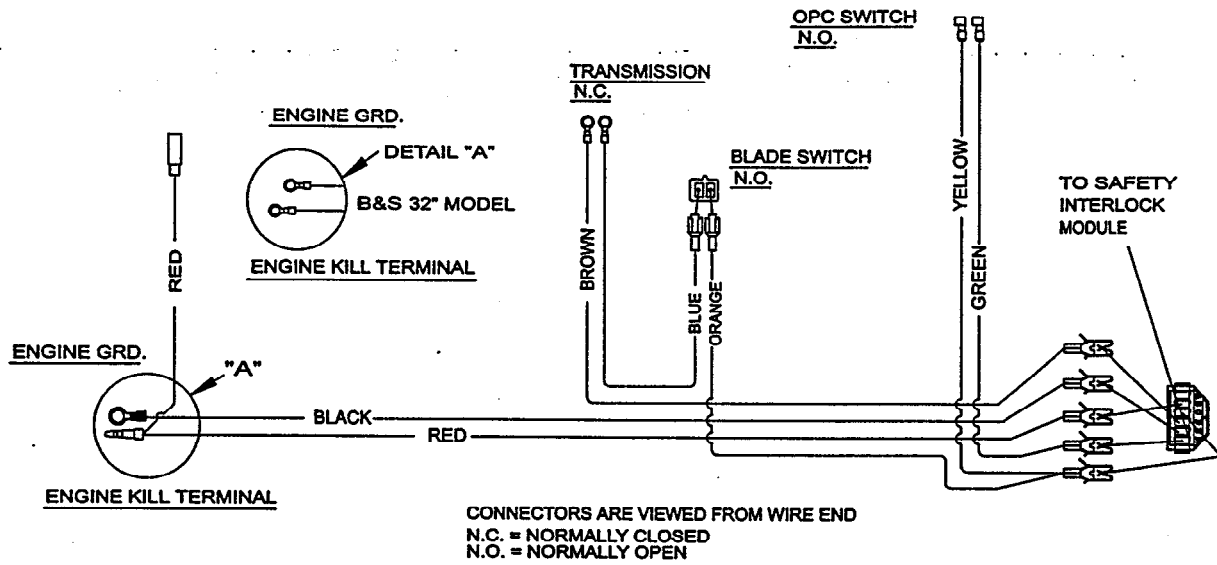 OPC SWITCH
N.O.
TRANSMISSION
N.C.
ENGINE GRD.
DETAIL "A"
B&S 32" MODEL
ENGINE KILL TERMINAL
BLADE SWITCH
N.O.
YELLOW
GREEN
TO SAFETY
INTERLOCK
MODULE
RED
BROWN
BLUE
ORANGE
ENGINE GRD.
"A"
BLACK
RED
ENGINE KILL TERMINAL
CONNECTORS ARE VIEWED FROM WIRE END
N.C. = NORMALLY CLOSED
N.O. = NORMALLY OPEN